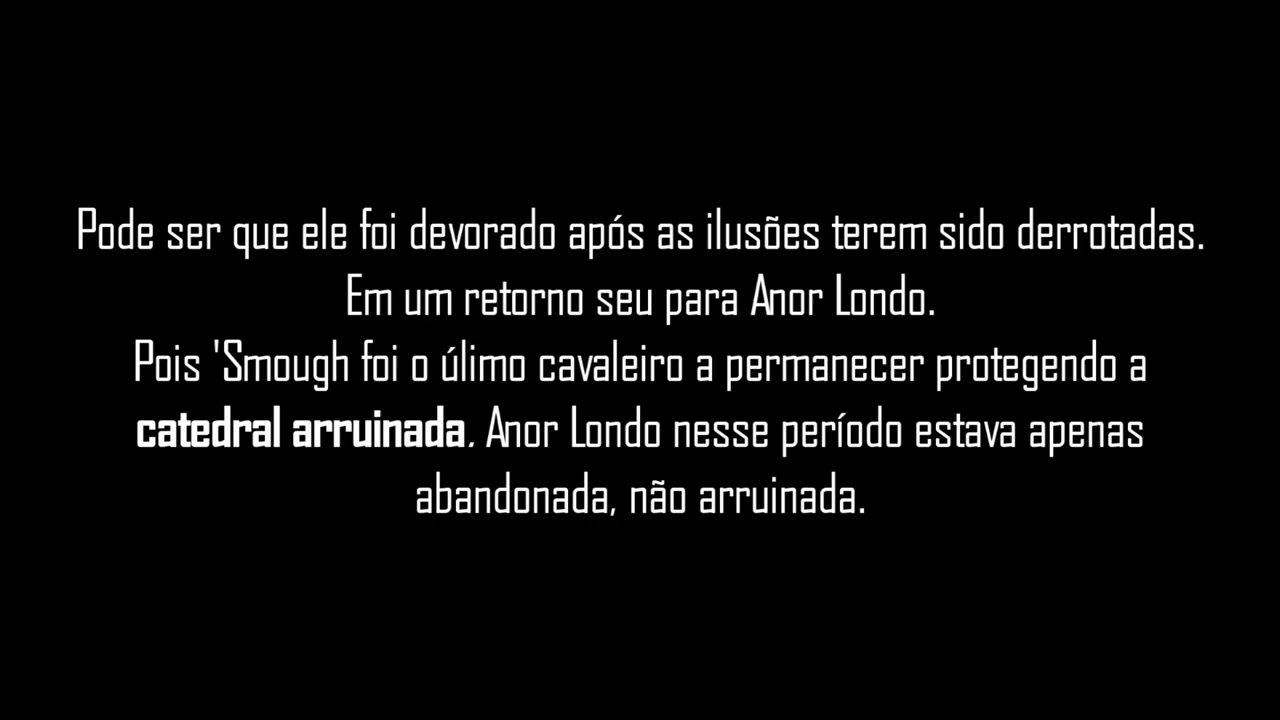 Pode ser que ele foi devorado após as ilusões terem sido derrotadas.
Em um retorno seu para Anor Londo.
Pois 'Smough foi o úlimo cavaleiro a permanecer protegendo a
catedral arruinada. Anor Londo nesse período estava apenas
abandonada, não arruinada.